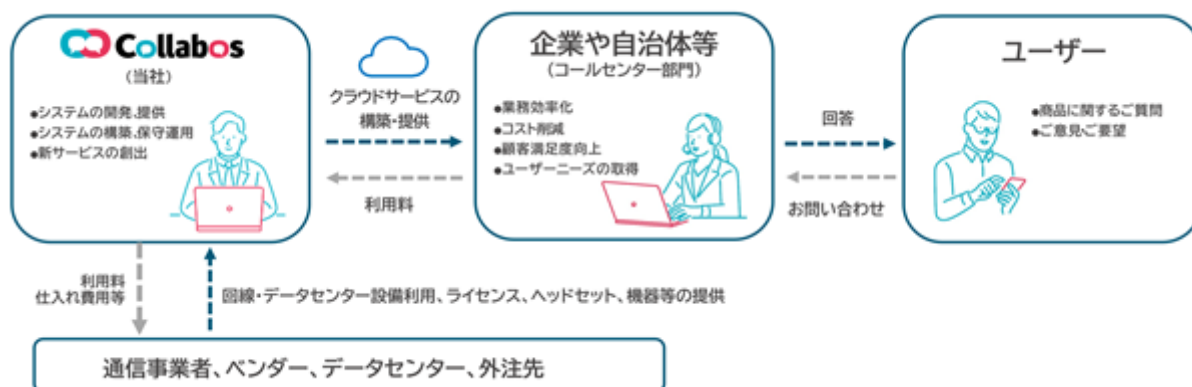 Collabos
(当社)
●システムの開発、提供
●システムの構築、保守運用
●新サービスの創出
クラウドサービスの
構築・提供
利用料
企業や自治体等
(コールセンター部門)
●業務効率化
●コスト削減
●顧客満足度向上
●ユーザーニーズの取得
回答
お問い合わせ
ユーザー
●商品に関するご質問
●ご意見・ご要望
利用料
仕入れ費用等
回線・データセンター設備利用、ライセンス、ヘッドセット、機器等の提供
通信事業者、ベンダー、データセンター、外注先